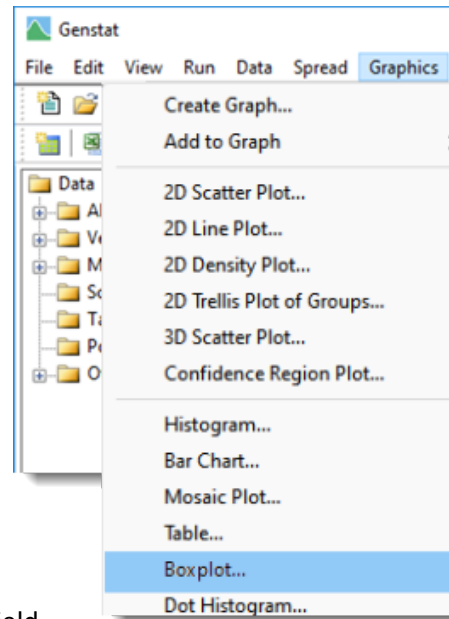 Genstat
File Edit View Run Data Spread Graphics
Create Graph...
Add to Graph
Data
2D Scatter Plot...
2D Line Plot...
2D Density Plot...
2D Trellis Plot of Groups...
3D Scatter Plot...
Confidence Region Plot...
Histogram...
Bar Chart...
Mosaic Plot...
Table...
Boxplot...
Dot Histogram...